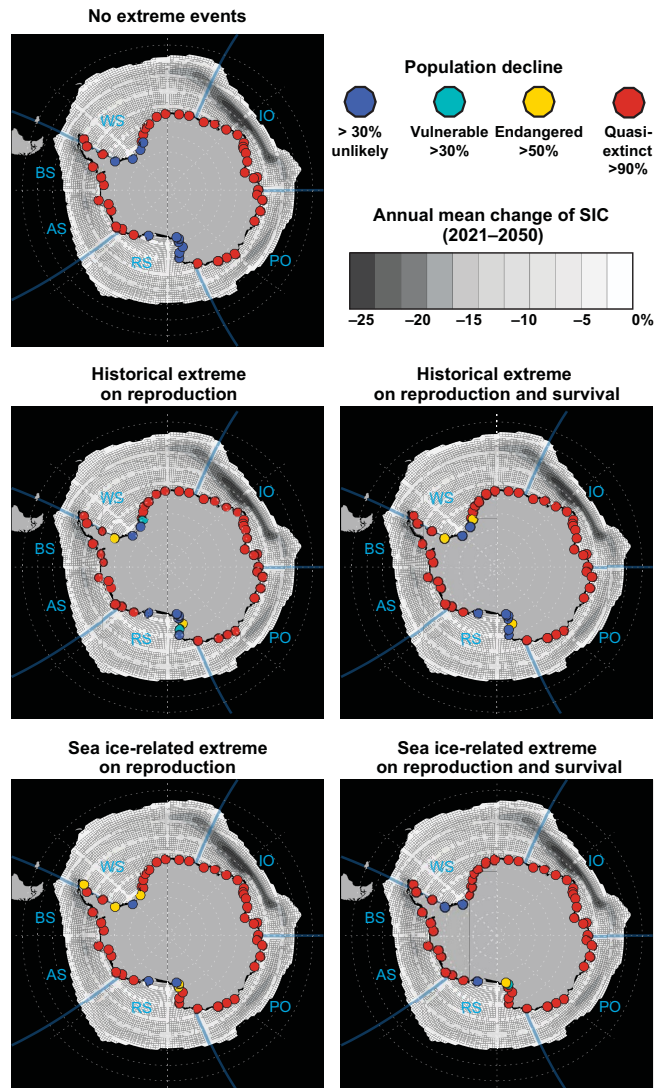 No extreme events
WS
IO
BS
AS
RS
PO
Population decline
> 30%
unlikely
Vulnerable
>30%
Endangered
>50%
Quasi-
extinct
>90%
Annual mean change of SIC
(2021–2050)
–25
–20
–15
–10
–5
0%
Historical extreme
on reproduction
WS
IO
BS
AS
RS
PO
Historical extreme
on reproduction and survival
WS
IO
BS
AS
RS
PO
Sea ice-related extreme
on reproduction
WS
IO
BS
AS
RS
PO
Sea ice-related extreme
on reproduction and survival
WS
IO
BS
AS
RS
PO